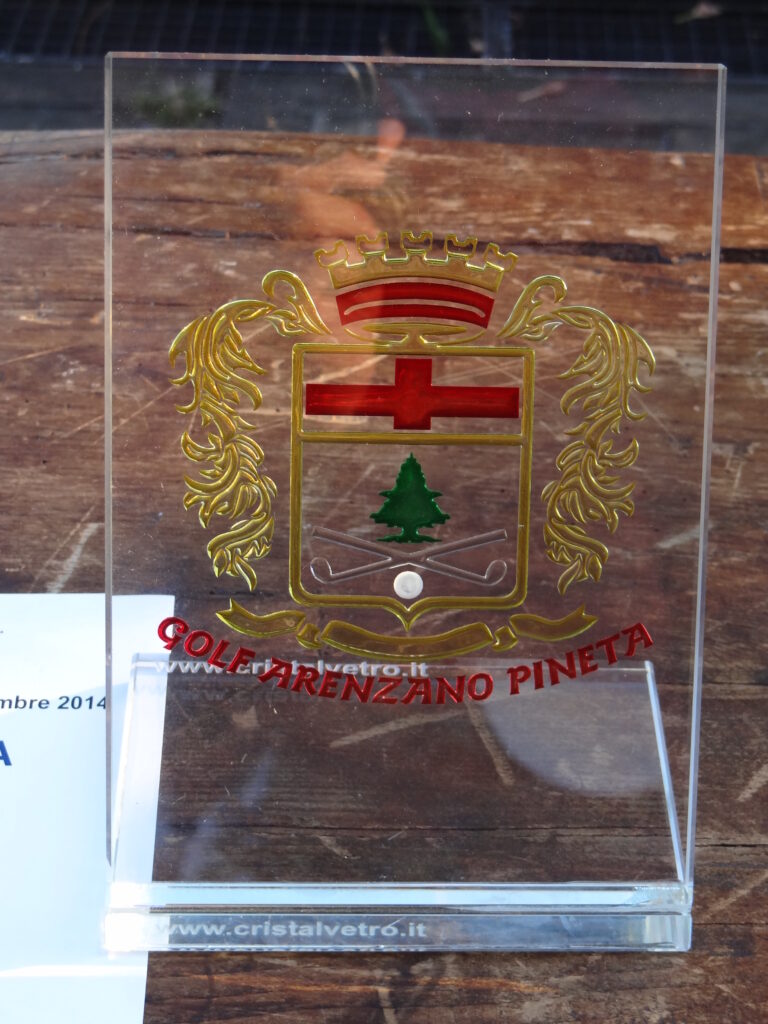 GOLF ARENZANO PINETA
www.cristalvetro.it
mbre 2014
A
www.cristalvetro.it